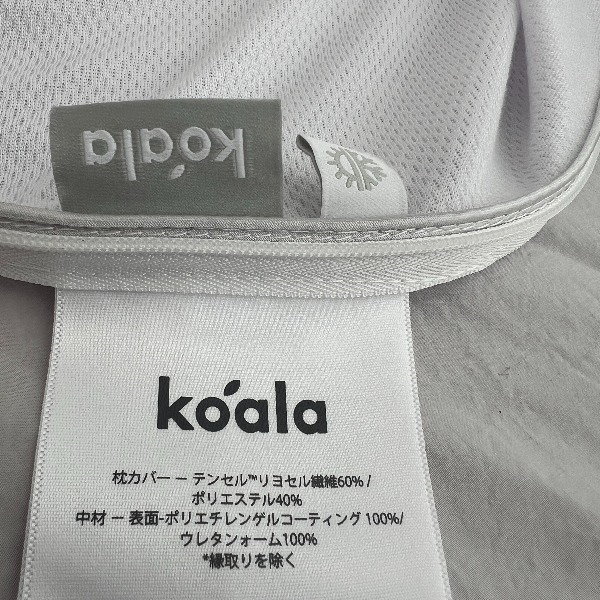 koala
koala
枕カバー － テンセル™リヨセル繊維60% /
ポリエステル40%
中材 － 表面-ポリエチレンゲルコーティング 100%/
ウレタンォーム100%
*縁取りを除く